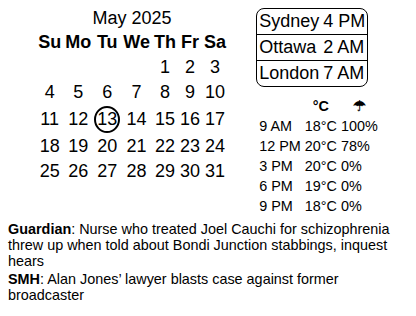 May 2025
Su Mo Tu We Th Fr Sa
1 2 3
4 5 6 7 8 9 10
11 12 13 14 15 16 17
18 19 20 21 22 23 24
25 26 27 28 29 30 31
Sydney 4 PM
Ottawa 2 AM
London 7 AM
°C ☂
9 AM 18°C 100%
12 PM 20°C 78%
3 PM 20°C 0%
6 PM 19°C 0%
9 PM 18°C 0%
Guardian: Nurse who treated Joel Cauchi for schizophrenia
threw up when told about Bondi Junction stabbings, inquest
hears
SMH: Alan Jones’ lawyer blasts case against former
broadcaster